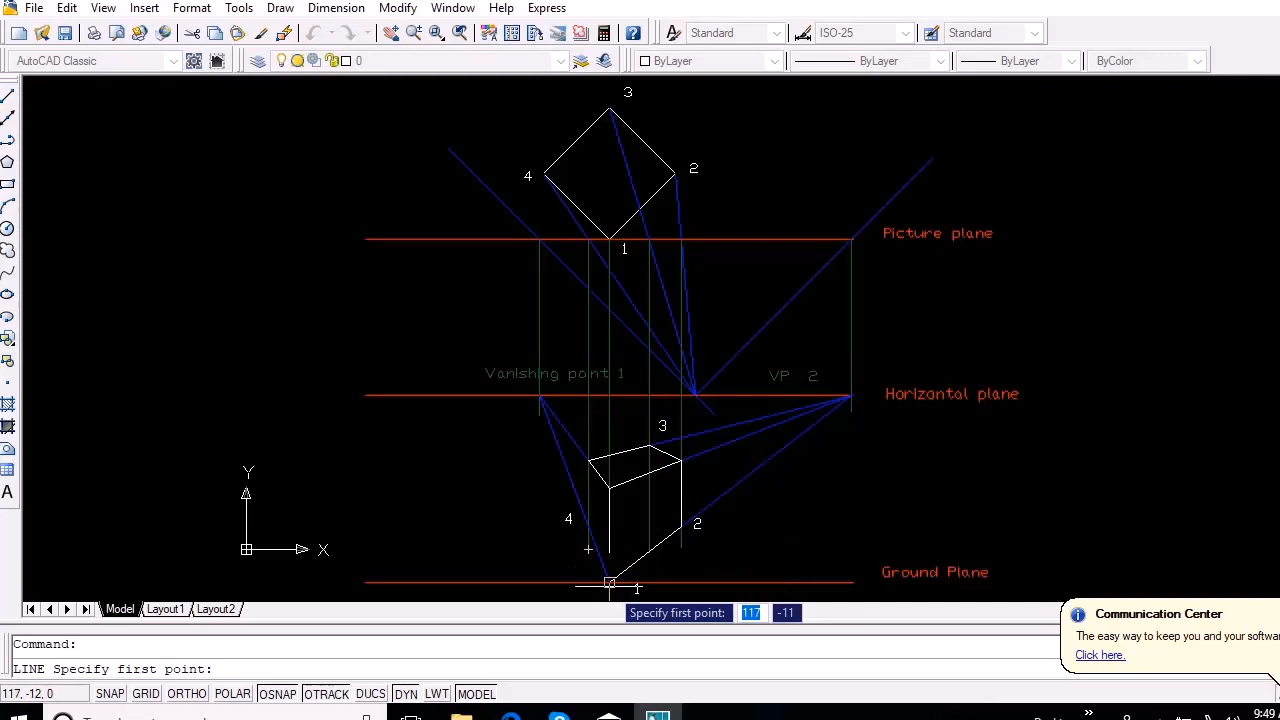 File Edit View Insert Format Tools Draw Dimension Modify Window Help Express
Standard ISO-25 Standard
AutoCAD Classic 0 ByLayer ByLayer ByLayer ByColor
3
4 2
Picture plane
1
Vanishing point 1 VP 2
Horizontal plane
3
Y
4 2
X
Ground Plane
1
Model Layout1 Layout2
Specify first point: 117 -11
Communication Center
The easy way to keep you and your softwa
Click here.
Command:
LINE Specify first point:
117, -12, 0 SNAP GRID ORTHO POLAR OSNAP OTRACK DUCS DYN LWT MODEL
9:49